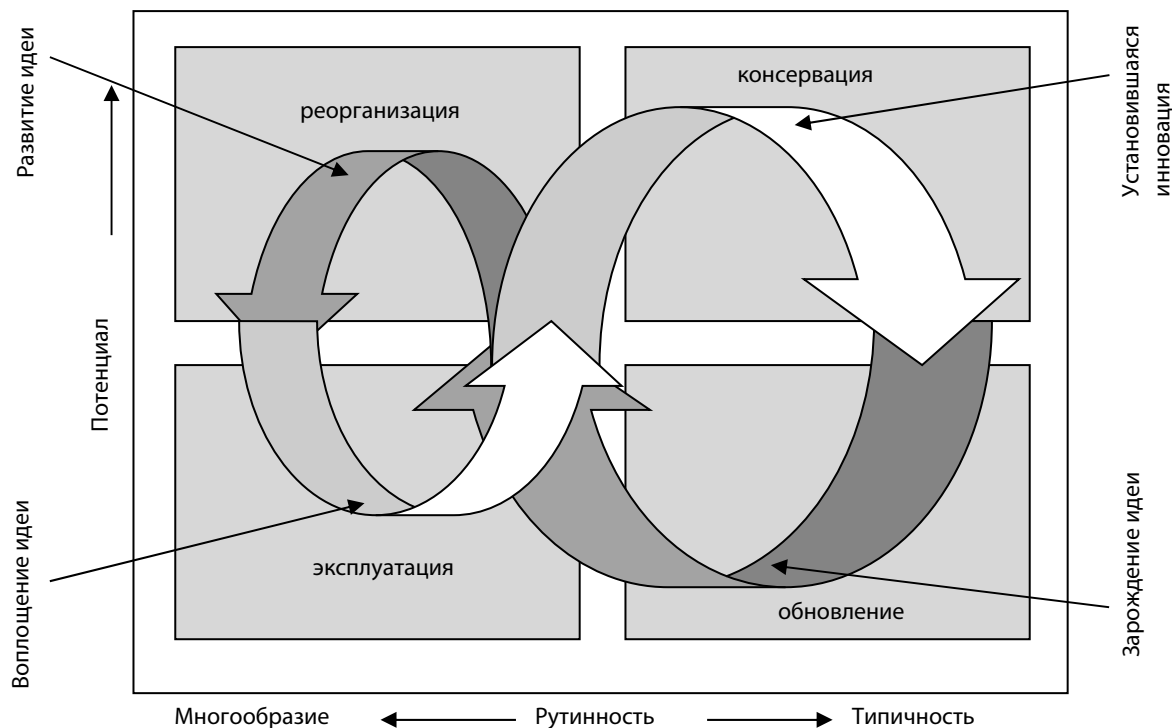 Развитие идеи
реорганизация
консервация
Установившаяся
инновация
Потенциал
Воплощение идеи
эксплуатация
обновление
Зарождение идеи
Многообразие
Рутинность
Типичность